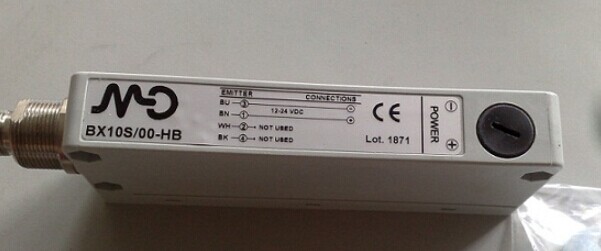 MD
BX10S/00-HB
EMITTER CONNECTIONS
BU 3 -
12-24 VDC
BN 1 +
WH 2 NOT USED
BK 4 NOT USED
CE
Lot. 1871
- POWER +